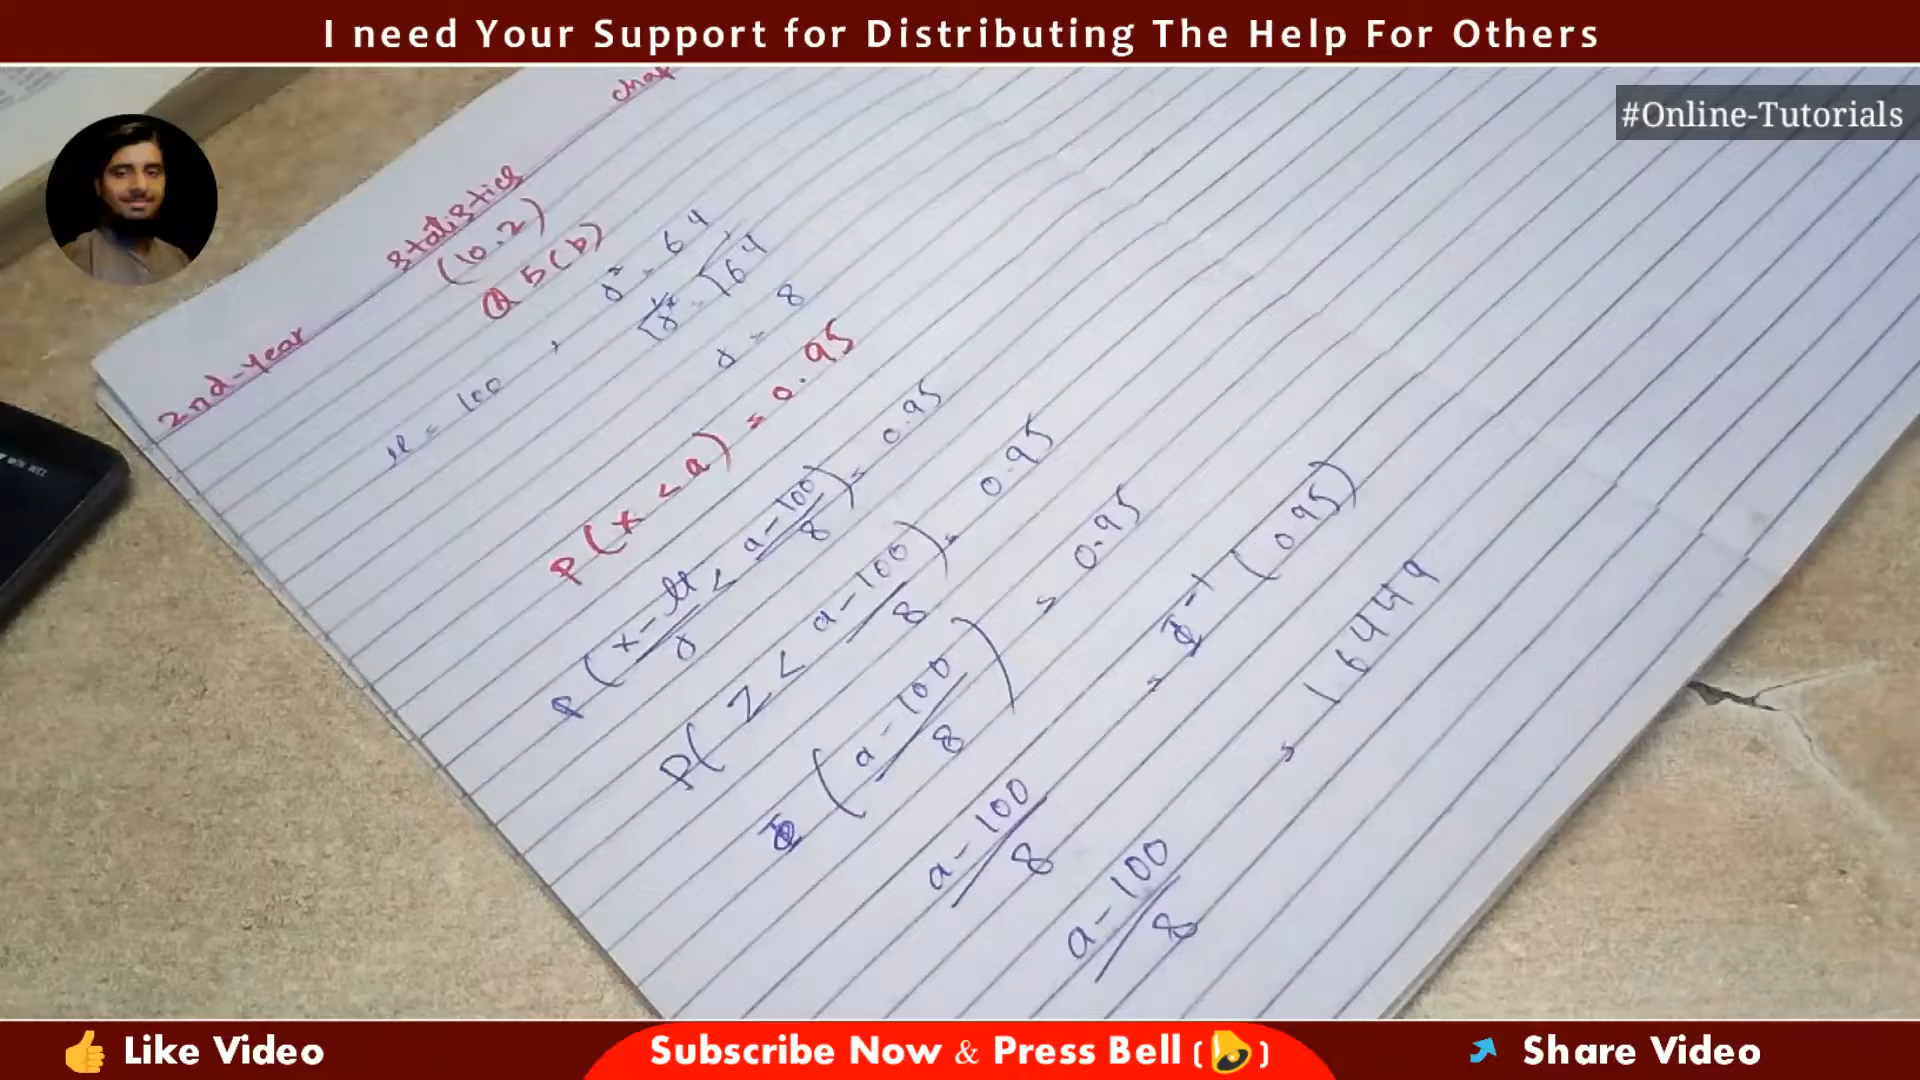 I need Your Support for Distributing The Help For Others
#Online-Tutorials
2nd-year statistics chap
(10.2)
Q 5(b)
μ = 100 , σ² = 64
√σ² = √64
σ = 8
P(x < a) = 0.95
P(x-μ/σ < a-100/8) = 0.95
P(Z < a-100/8) = 0.95
Φ(a-100/8) = 0.95
a-100/8 = Φ⁻¹(0.95)
a-100/8 = 1.6449
Like Video
Subscribe Now & Press Bell ( )
Share Video